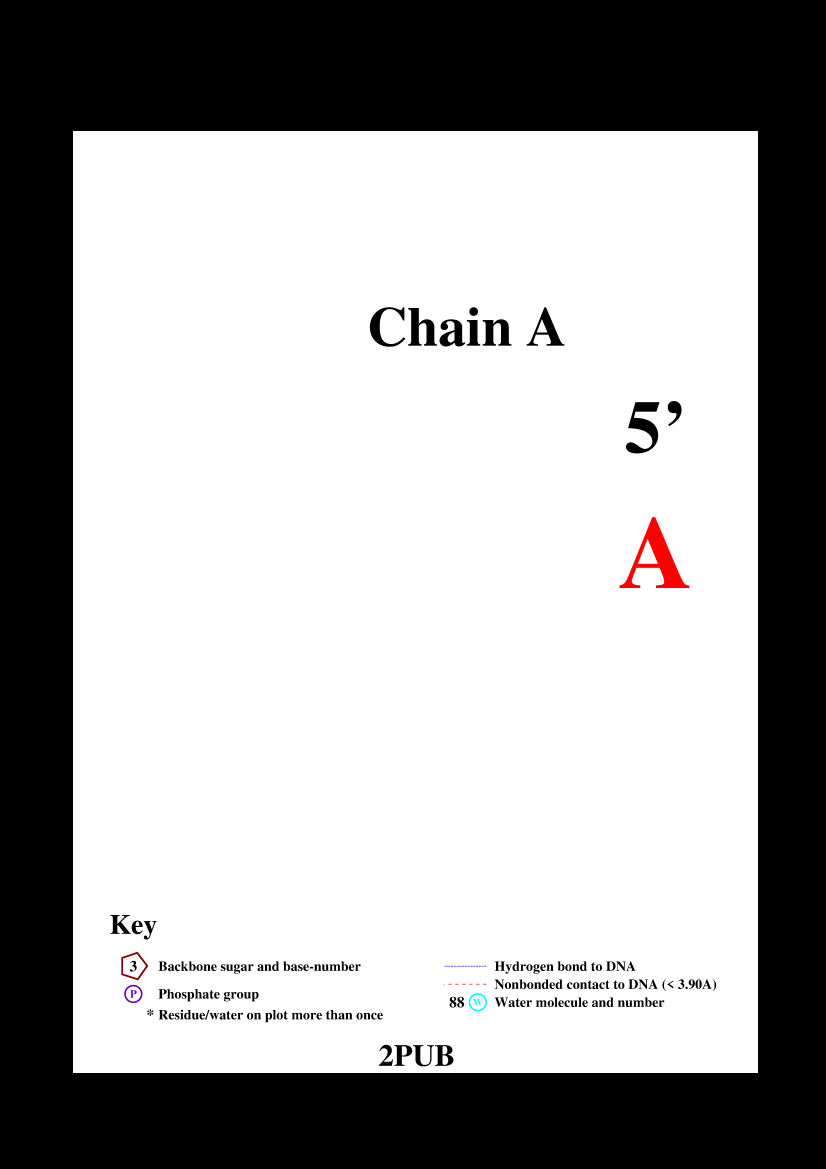 Chain A
5’
A
Key
3 Backbone sugar and base-number
P Phosphate group
* Residue/water on plot more than once
Hydrogen bond to DNA
Nonbonded contact to DNA (< 3.90A)
88 W Water molecule and number
2PUB